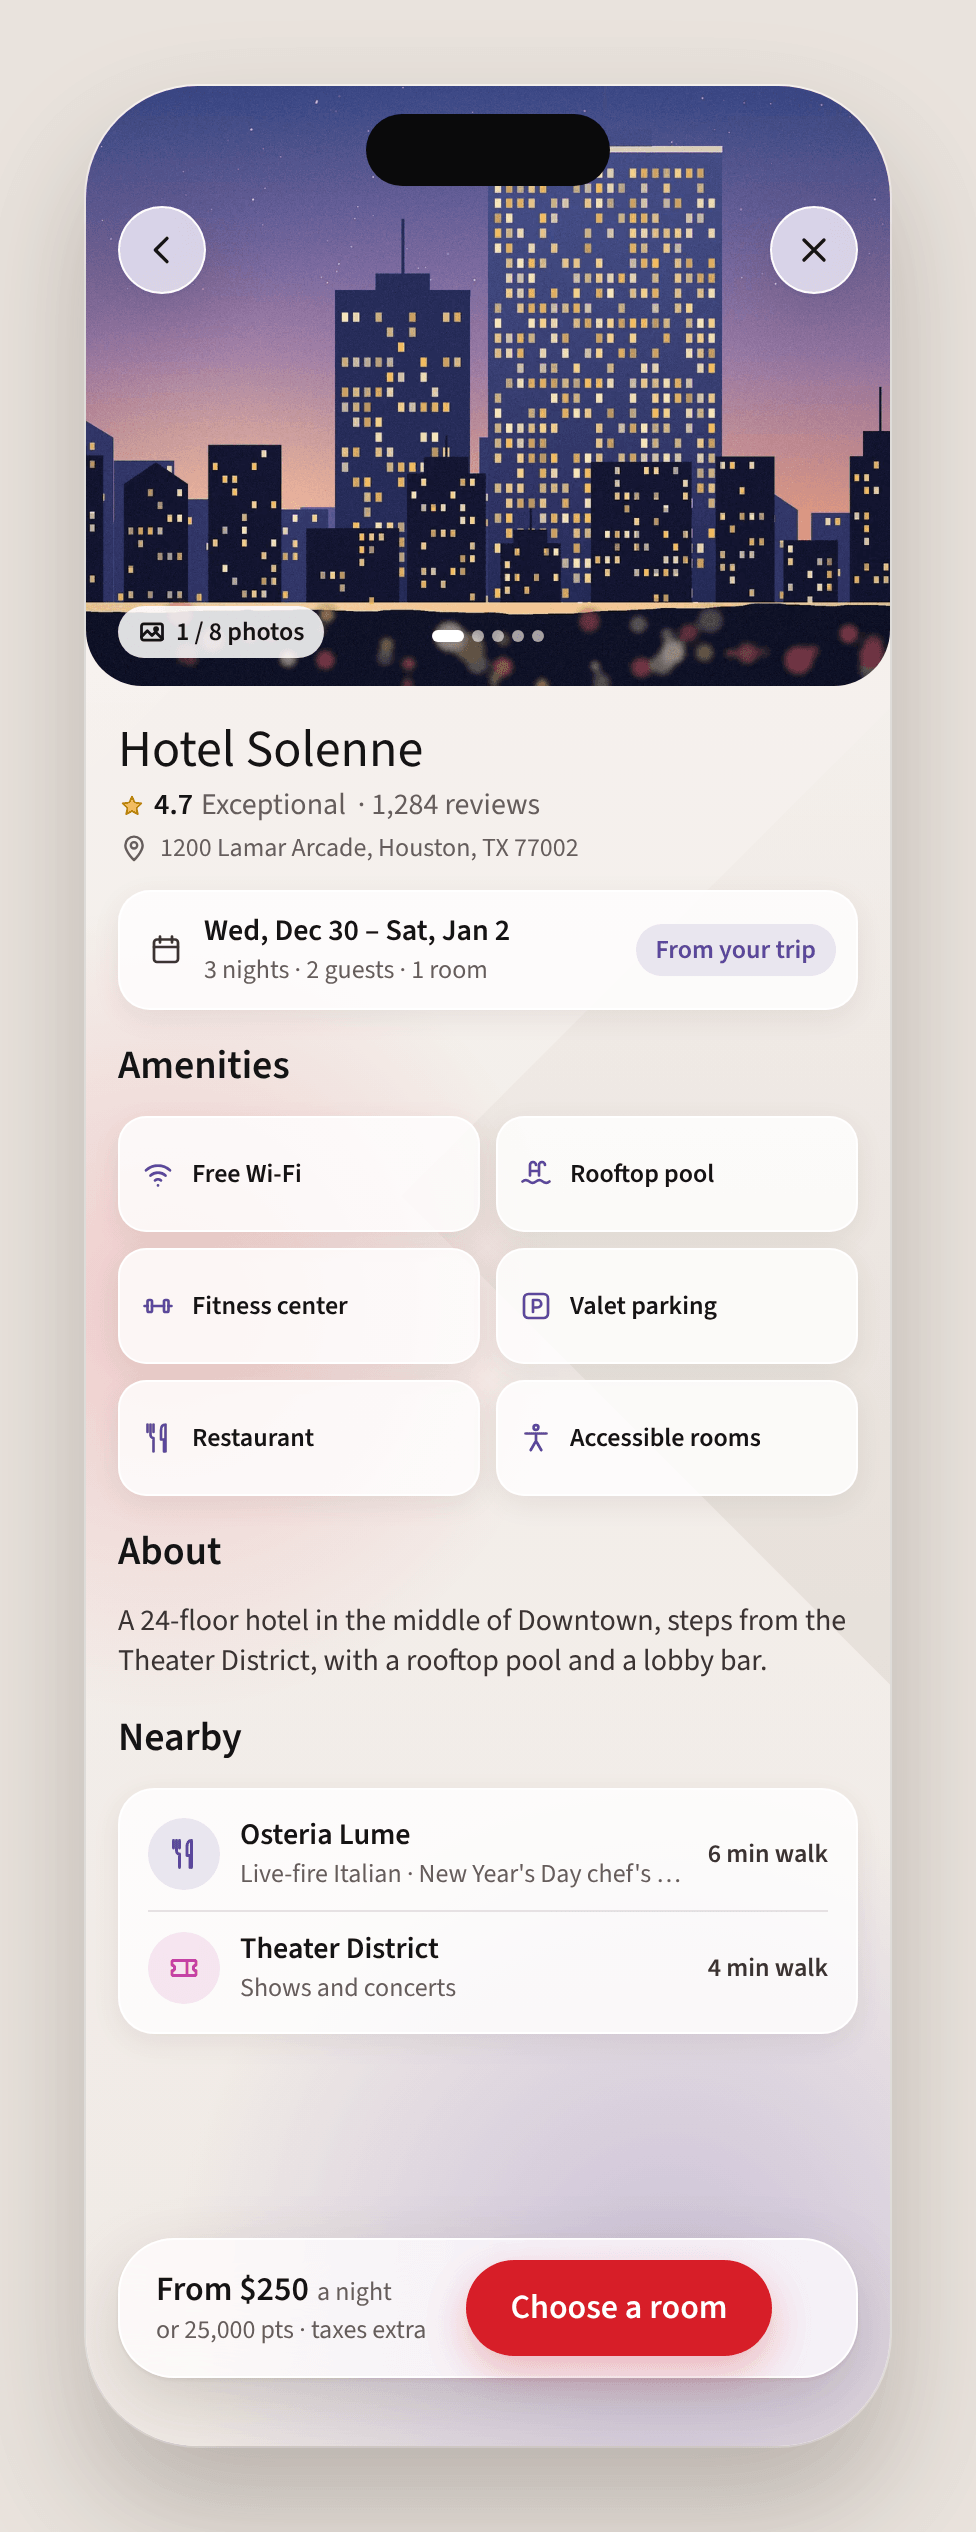 1 / 8 photos
Hotel Solenne
4.7 Exceptional · 1,284 reviews
1200 Lamar Arcade, Houston, TX 77002
Wed, Dec 30 – Sat, Jan 2
3 nights · 2 guests · 1 room
From your trip
Amenities
Free Wi-Fi
Rooftop pool
Fitness center
P
Valet parking
Restaurant
Accessible rooms
About
A 24-floor hotel in the middle of Downtown, steps from the
Theater District, with a rooftop pool and a lobby bar.
Nearby
Osteria Lume
Live-fire Italian · New Year's Day chef's …
6 min walk
Theater District
Shows and concerts
4 min walk
From $250 a night
or 25,000 pts · taxes extra
Choose a room